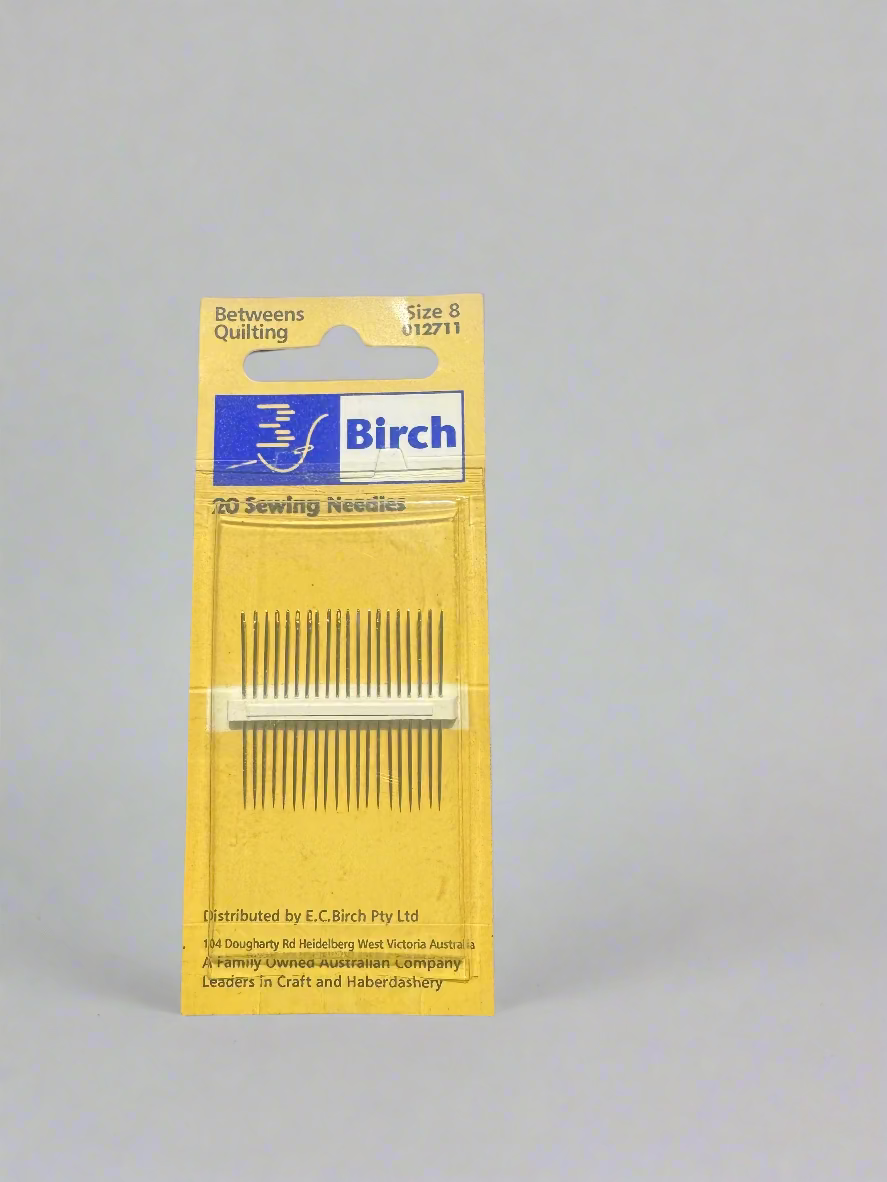 Betweens Size 8
Quilting 012711
Birch
20 Sewing Needles
Distributed by E.C.Birch Pty Ltd
104 Dougharty Rd Heidelberg West Victoria Australia
A Family Owned Australian Company
Leaders in Craft and Haberdashery